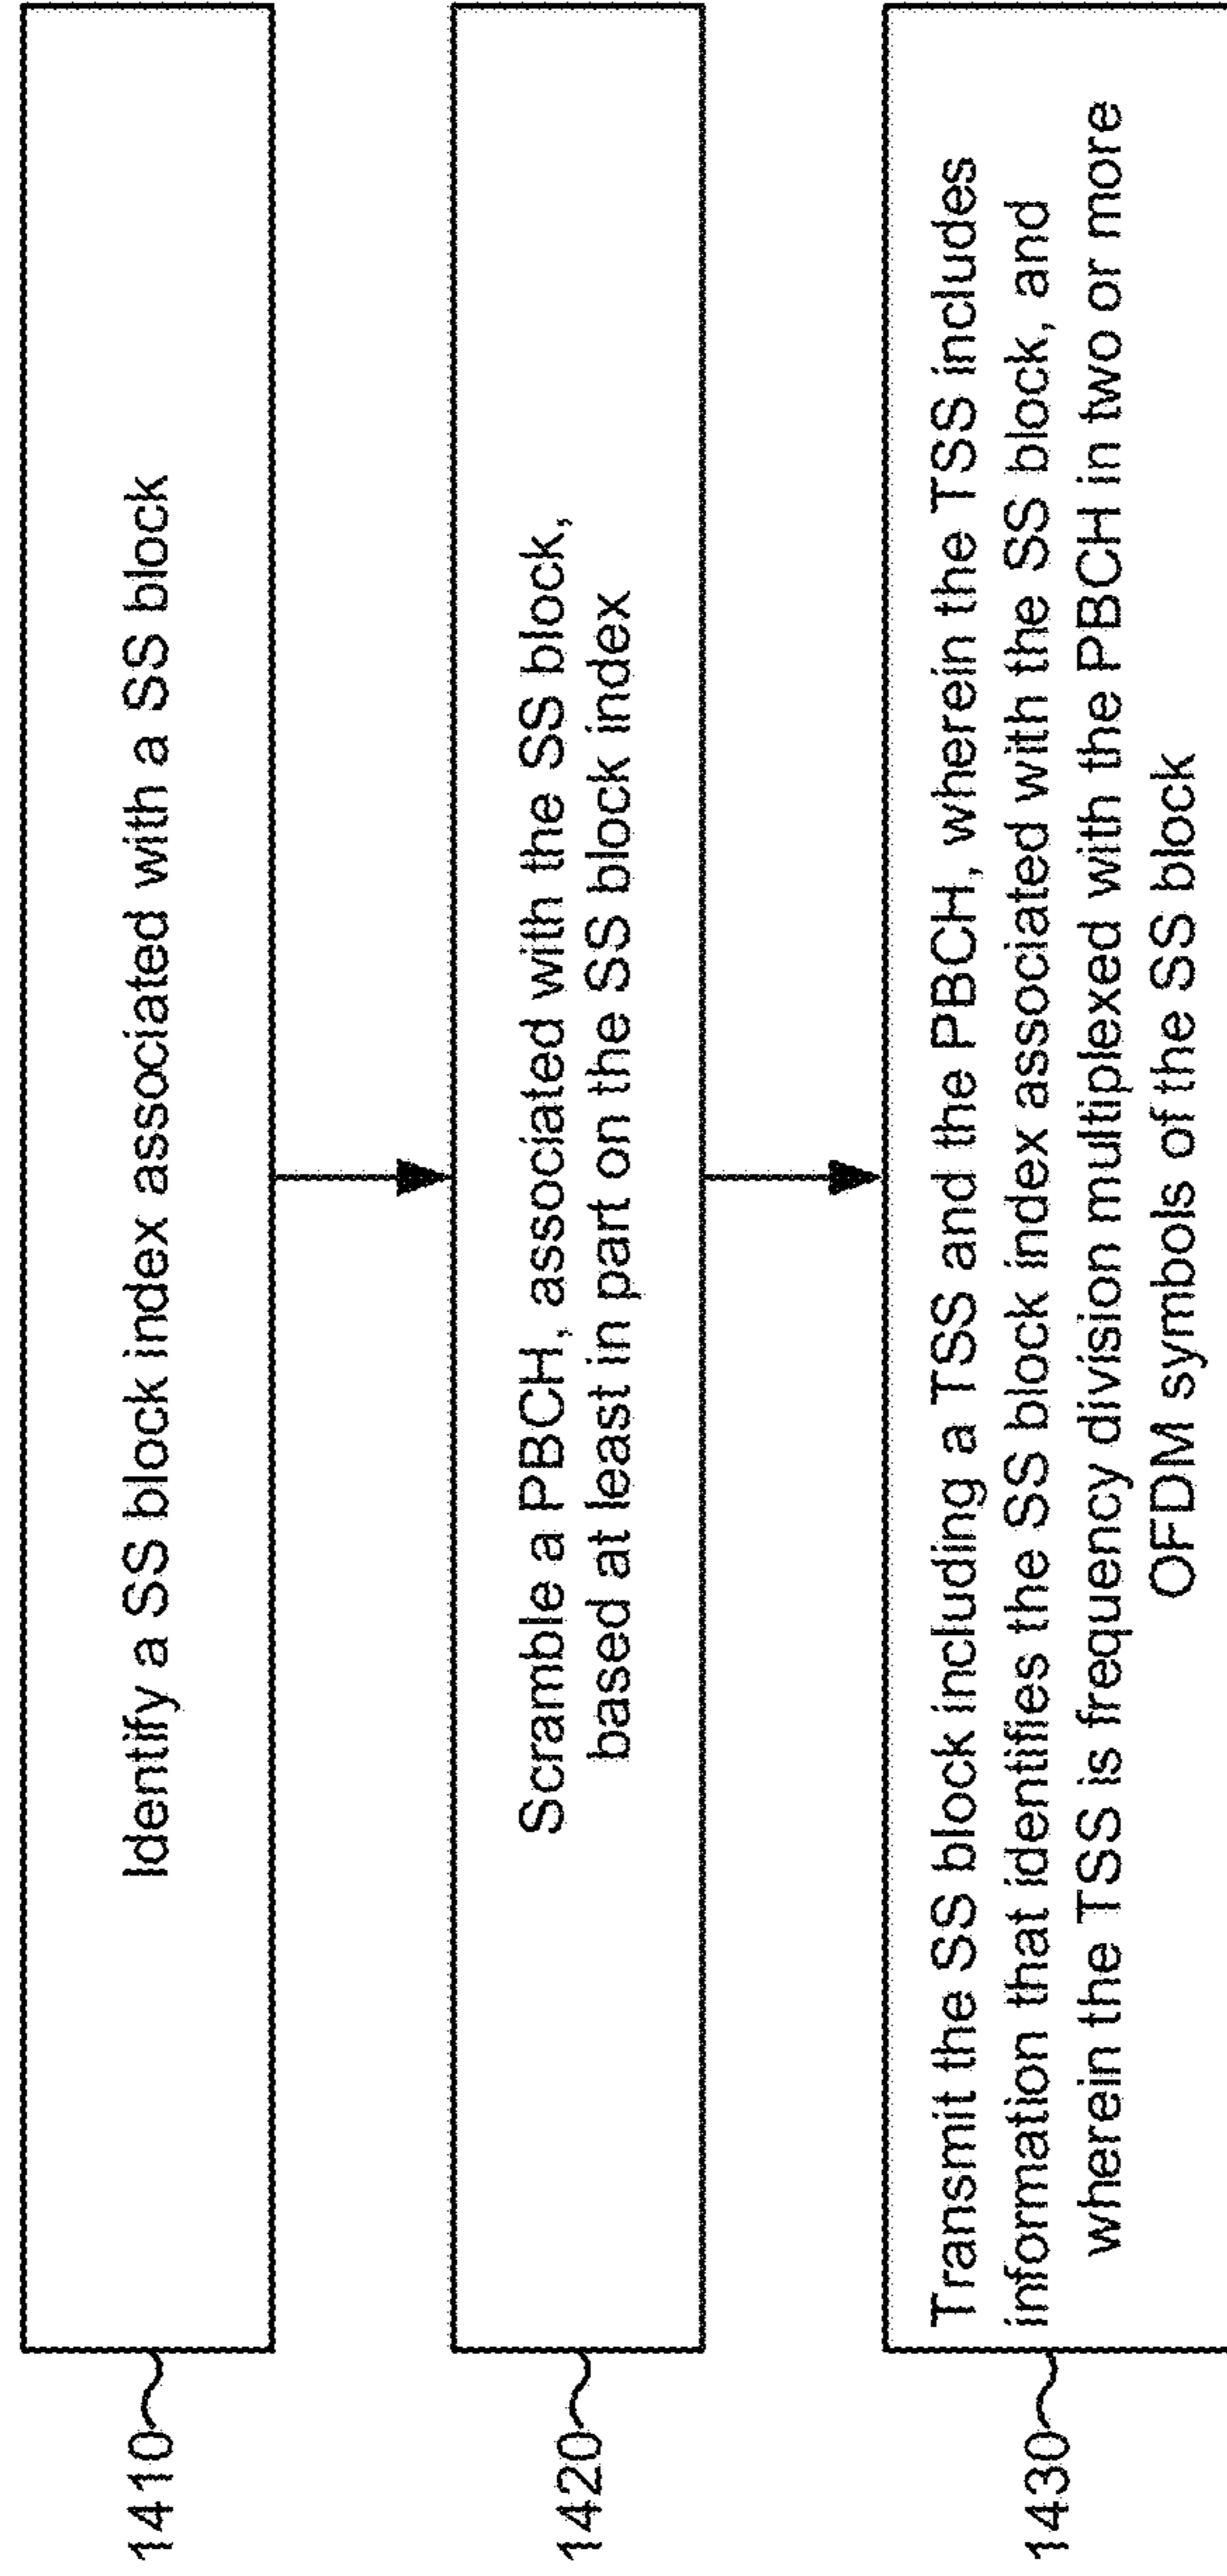 1410
Identify a SS block index associated with a SS block
1420
Scramble a PBCH, associated with the SS block,
based at least in part on the SS block index
1430
Transmit the SS block including a TSS and the PBCH, wherein the TSS includes
information that identifies the SS block index associated with the SS block, and
wherein the TSS is frequency division multiplexed with the PBCH in two or more
OFDM symbols of the SS block